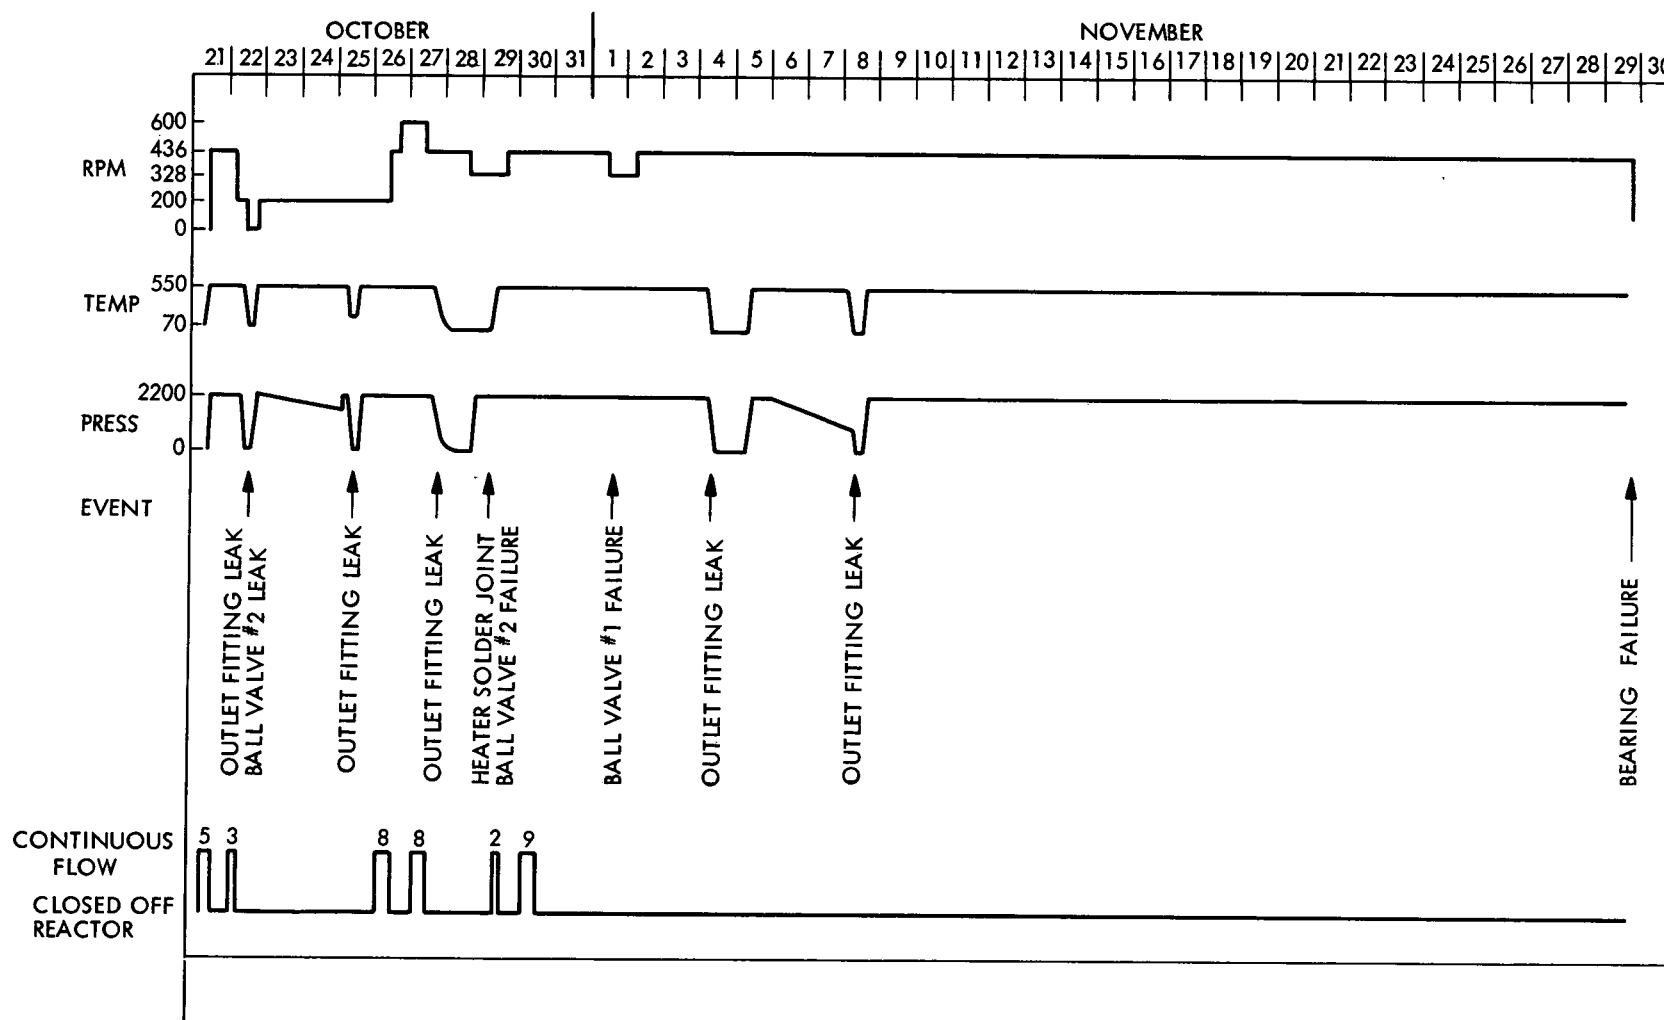 OCTOBER NOVEMBER
21 22 23 24 25 26 27 28 29 30 31 1 2 3 4 5 6 7 8 9 10 11 12 13 14 15 16 17 18 19 20 21 22 23 24 25 26 27 28 29 30
RPM
600
436
328
200
0
TEMP
550
70
PRESS
2200
0
EVENT
OUTLET FITTING LEAK
BALL VALVE #2 LEAK
OUTLET FITTING LEAK
OUTLET FITTING LEAK
HEATER SOLDER JOINT
BALL VALVE #2 FAILURE
BALL VALVE #1 FAILURE
OUTLET FITTING LEAK
OUTLET FITTING LEAK
BEARING FAILURE
CONTINUOUS
FLOW
5 3 8 8 2 9
CLOSED OFF
REACTOR